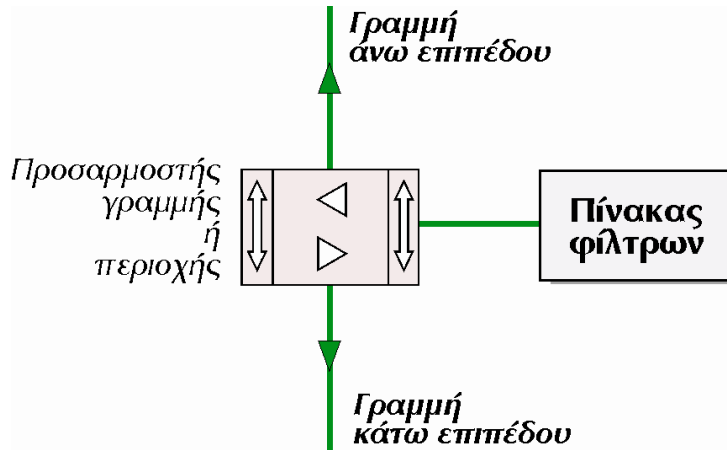 Γραμμή
άνω επιπέδου
Προσαρμοστής
γραμμής
ή
περιοχής
Πίνακας
φίλτρων
Γραμμή
κάτω επιπέδου